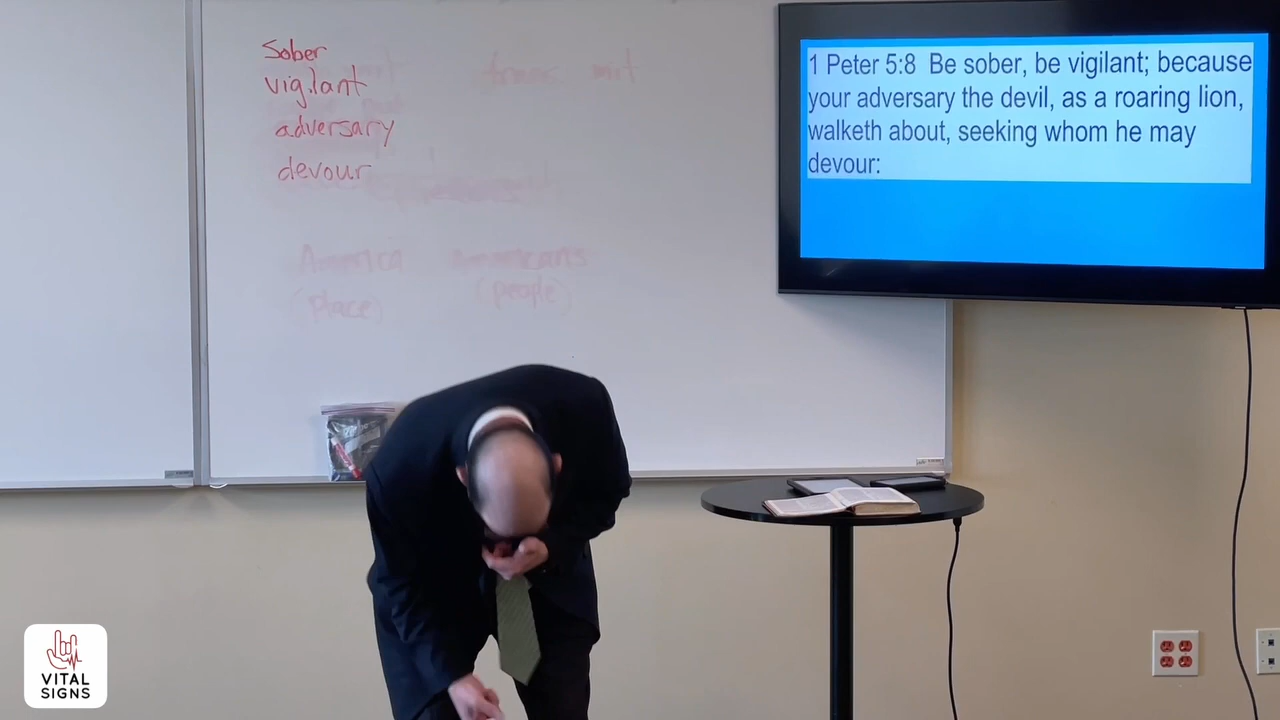 Sober
vigilant
adversary
devour
America Americans
(place) (people)
1 Peter 5:8 Be sober, be vigilant; because
your adversary the devil, as a roaring lion,
walketh about, seeking whom he may
devour:
VITAL
SIGNS